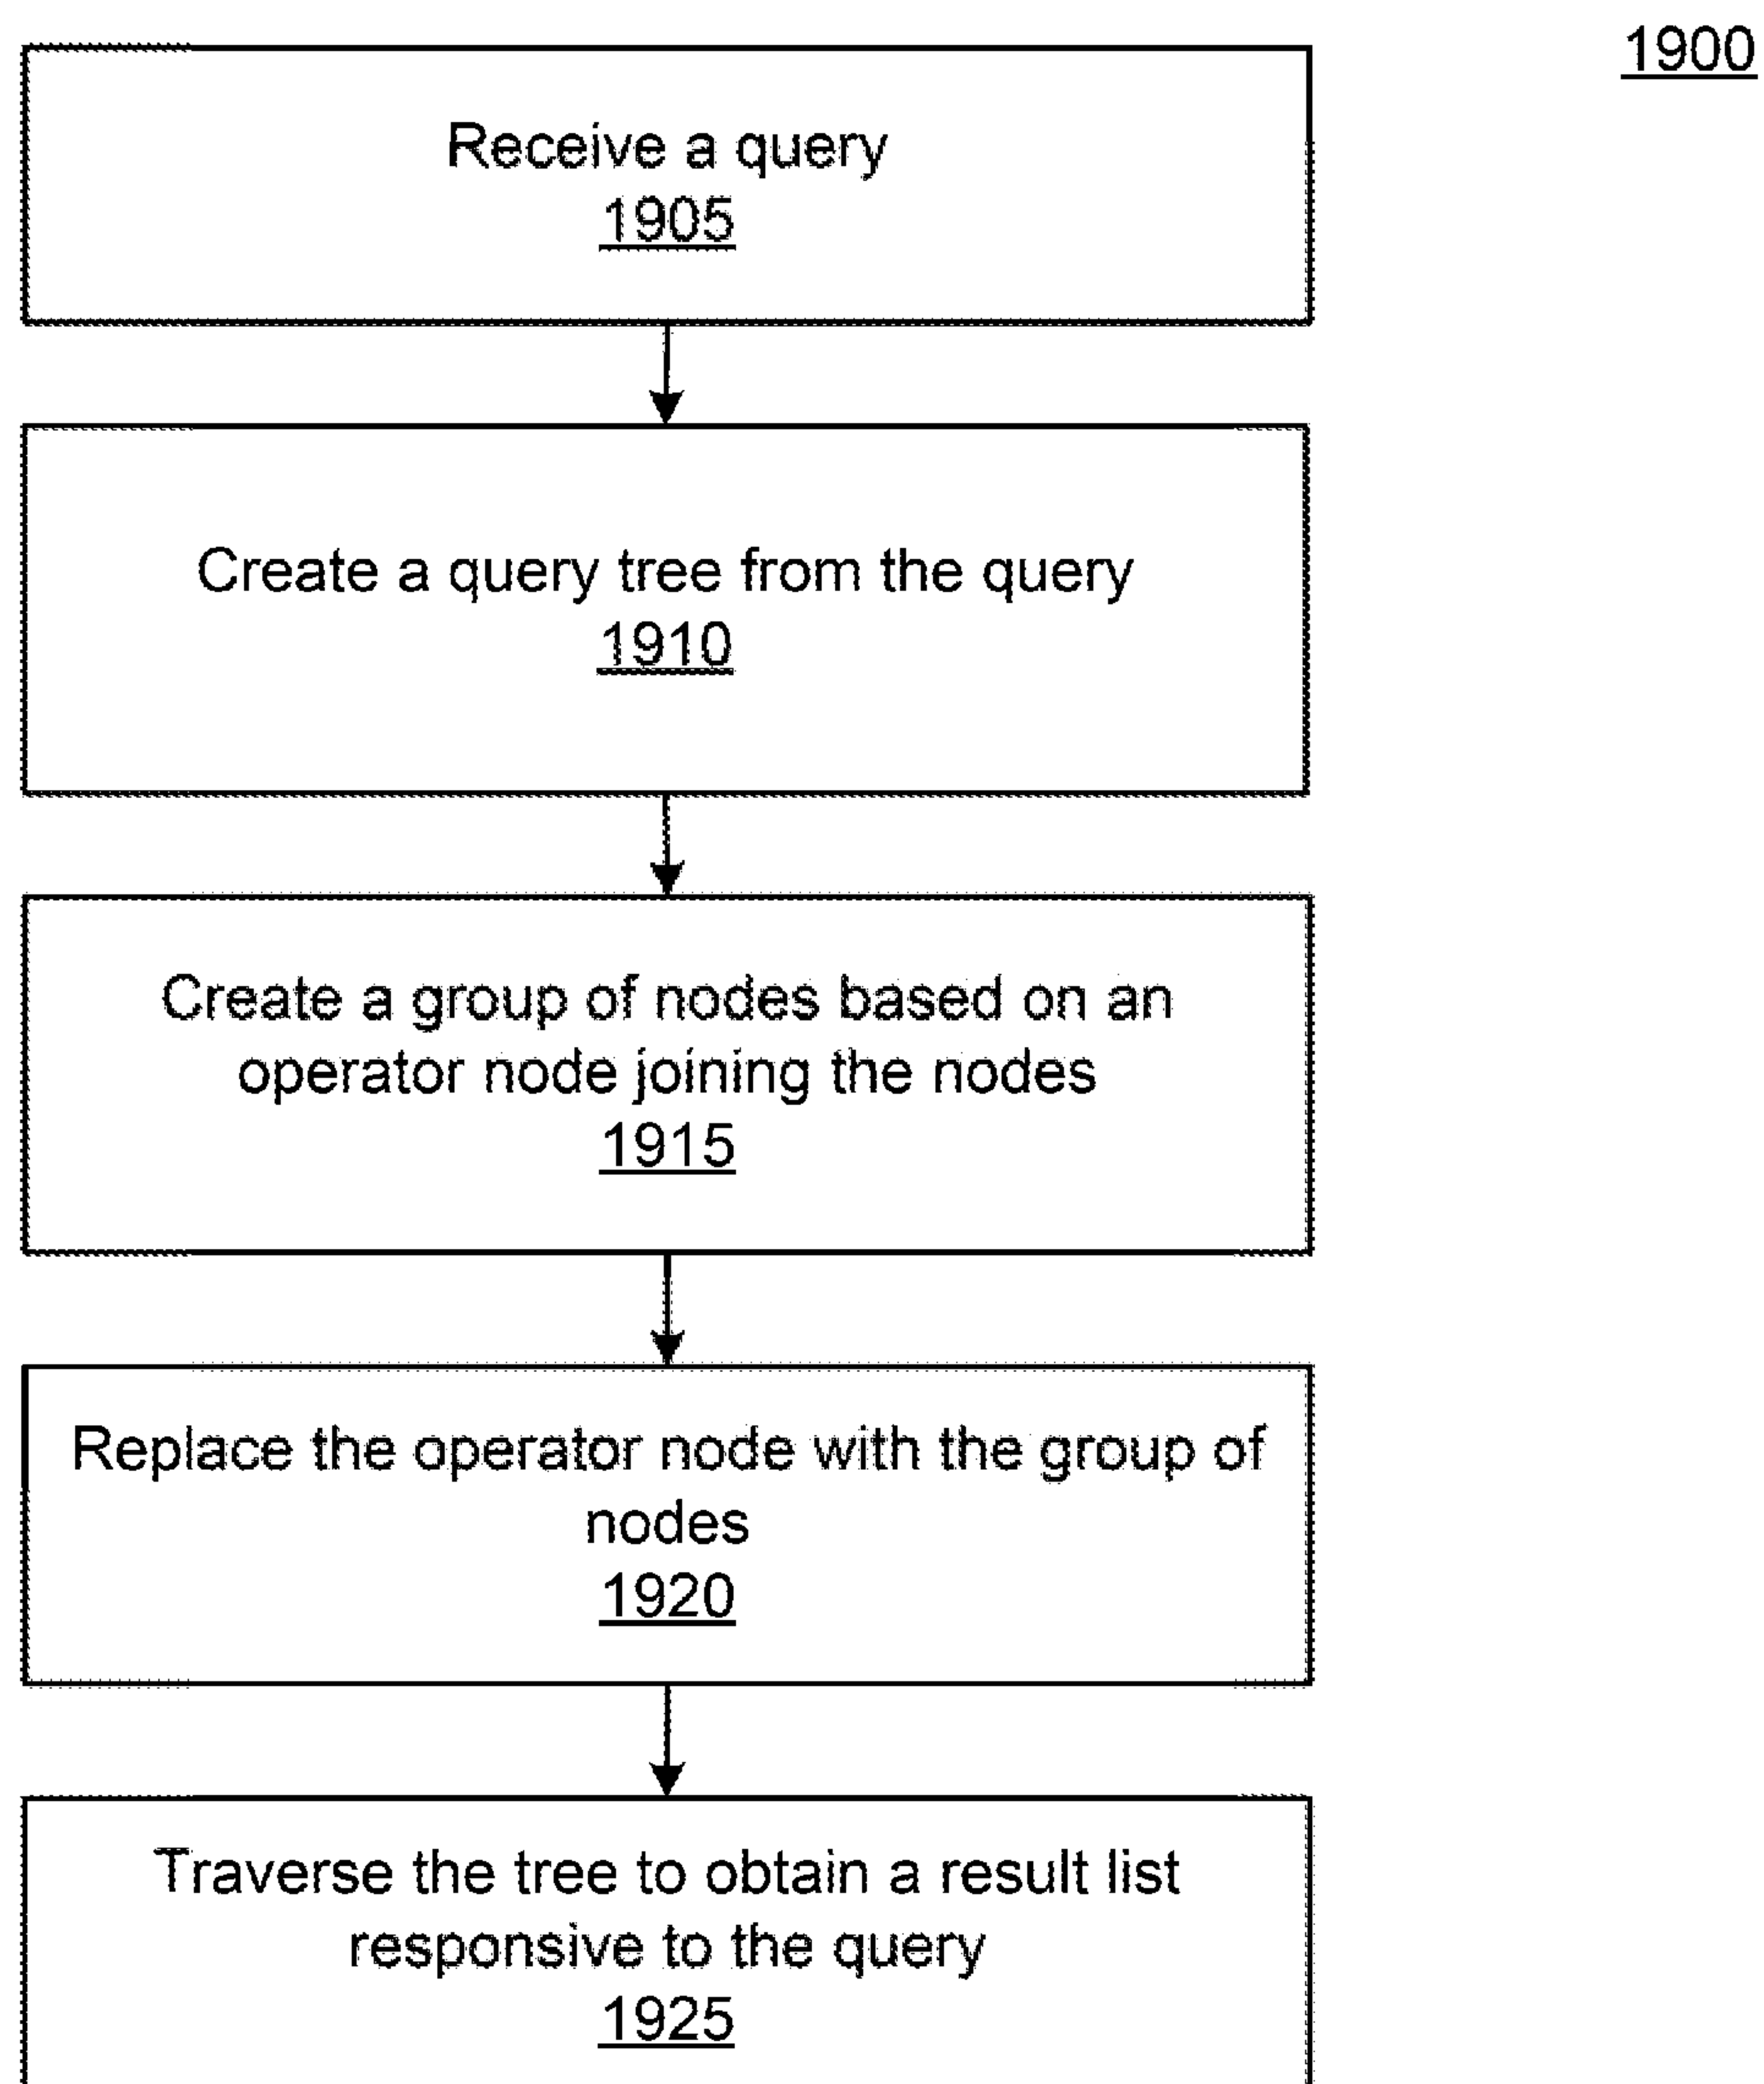 1900
Receive a query
1905
Create a query tree from the query
1910
Create a group of nodes based on an
operator node joining the nodes
1915
Replace the operator node with the group of
nodes
1920
Traverse the tree to obtain a result list
responsive to the query
1925